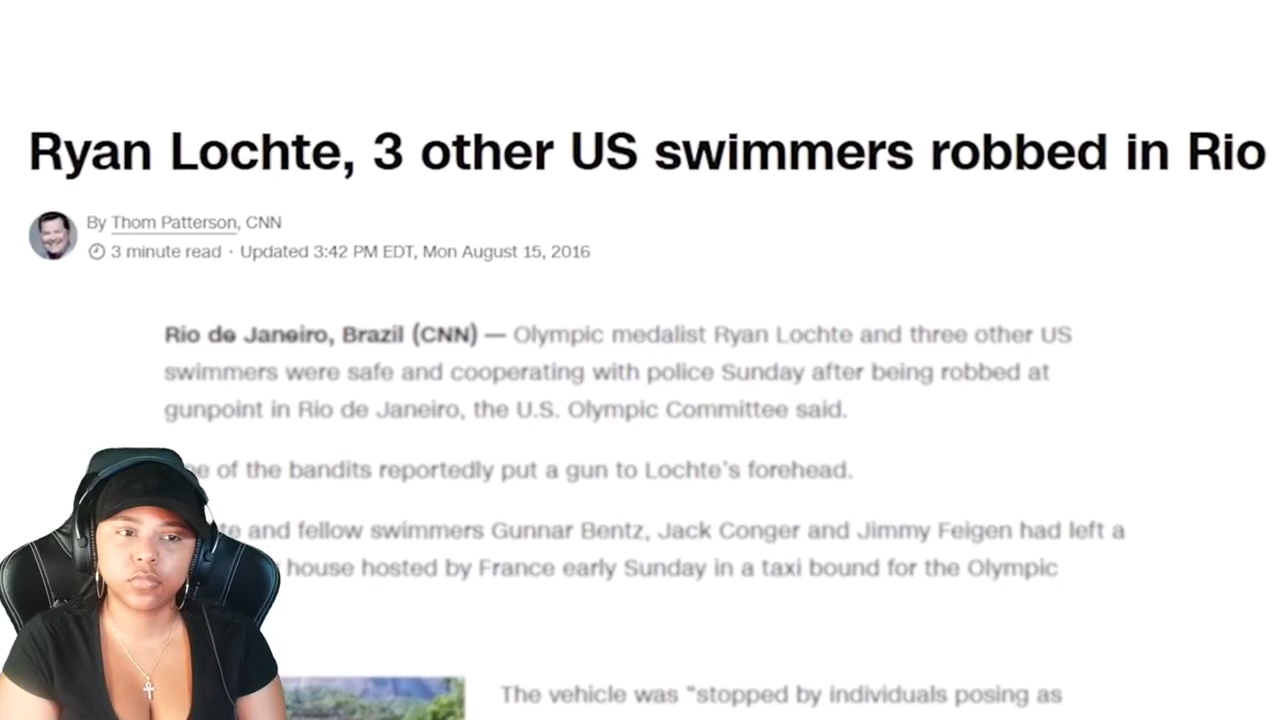 Ryan Lochte, 3 other US swimmers robbed in Rio
By Thom Patterson, CNN
3 minute read · Updated 3:42 PM EDT, Mon August 15, 2016
Rio de Janeiro, Brazil (CNN) — Olympic medalist Ryan Lochte and three other US
swimmers were safe and cooperating with police Sunday after being robbed at
gunpoint in Rio de Janeiro, the U.S. Olympic Committee said.
of the bandits reportedly put a gun to Lochte's forehead.
and fellow swimmers Gunnar Bentz, Jack Conger and Jimmy Feigen had left a
house hosted by France early Sunday in a taxi bound for the Olympic
The vehicle was "stopped by individuals posing as